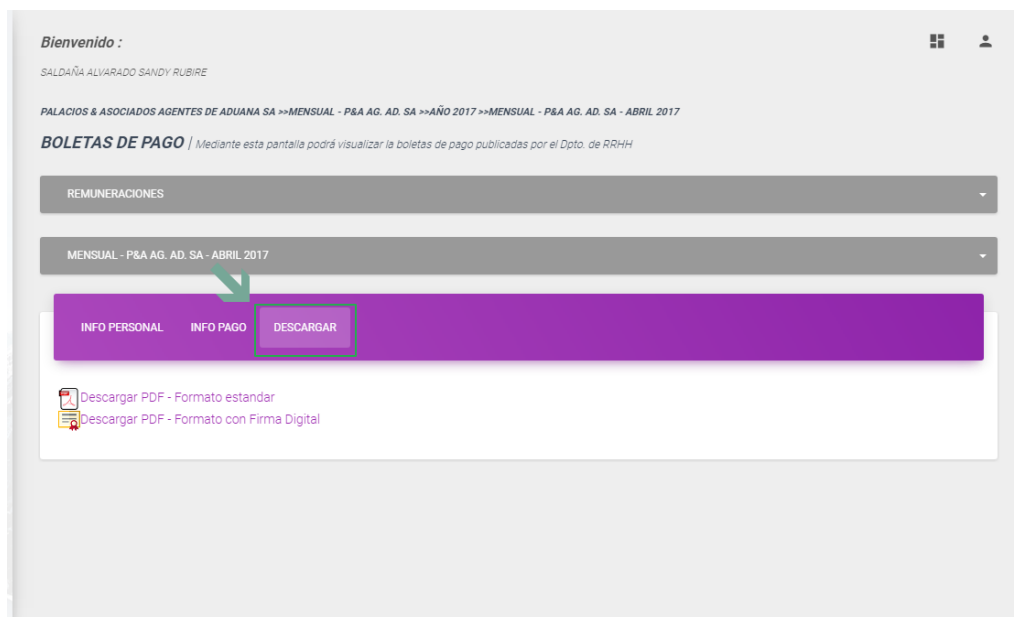 Bienvenido :
SALDAÑA ALVARADO SANDY RUBIRE
PALACIOS & ASOCIADOS AGENTES DE ADUANA SA >>MENSUAL - P&A AG. AD. SA >>AÑO 2017 >>MENSUAL - P&A AG. AD. SA - ABRIL 2017
BOLETAS DE PAGO | Mediante esta pantalla podrá visualizar la boletas de pago publicadas por el Dpto. de RRHH
REMUNERACIONES
MENSUAL - P&A AG. AD. SA - ABRIL 2017
INFO PERSONAL INFO PAGO DESCARGAR
Descargar PDF - Formato estandar
Descargar PDF - Formato con Firma Digital